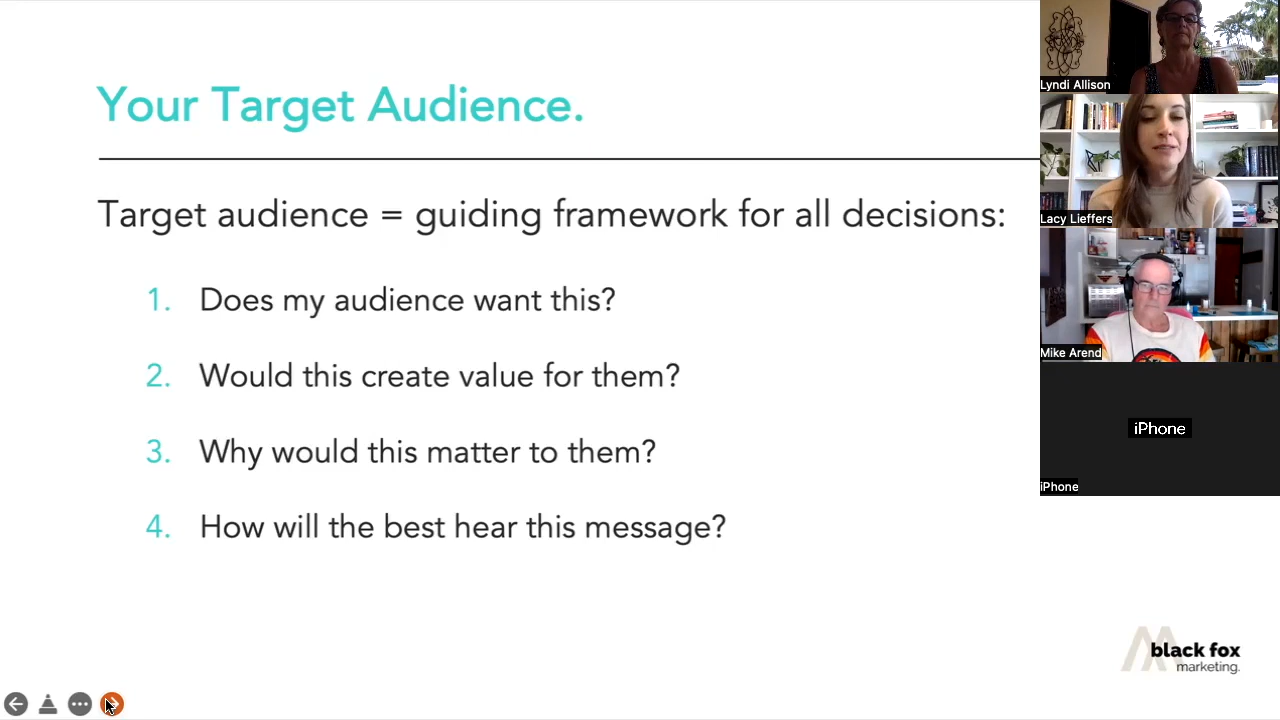 Your Target Audience.
Target audience = guiding framework for all decisions:
1. Does my audience want this?
2. Would this create value for them?
3. Why would this matter to them?
4. How will the best hear this message?
Lyndi Allison
Lacy Lieffers
Mike Arend
iPhone
iPhone
black fox
marketing.